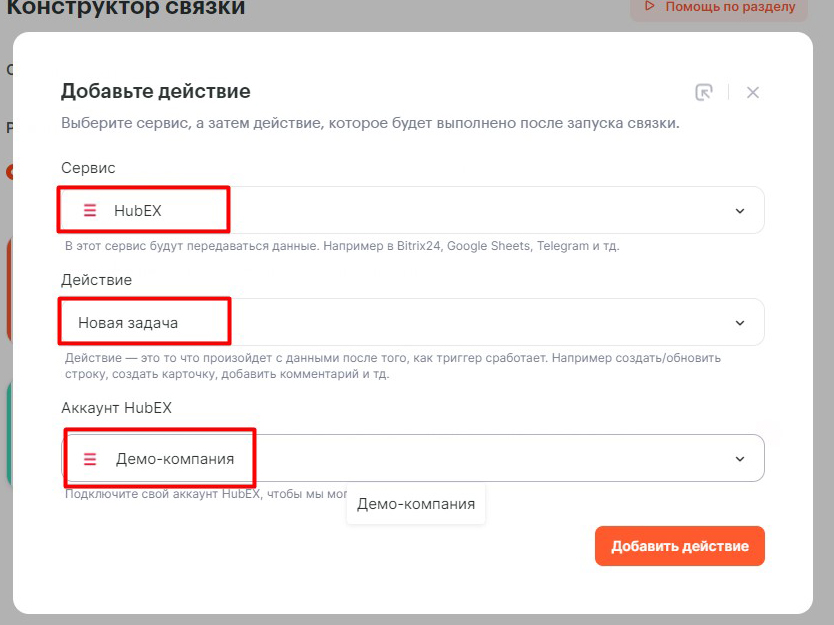 Конструктор связки
Помощь по разделу
Добавьте действие
Выберите сервис, а затем действие, которое будет выполнено после запуска связки.
Сервис
HubEX
В этот сервис будут передаваться данные. Например в Bitrix24, Google Sheets, Telegram и тд.
Действие
Новая задача
Действие — это то что произойдет с данными после того, как триггер сработает. Например создать/обновить
строку, создать карточку, добавить комментарий и тд.
Аккаунт HubEX
Демо-компания
Подключите свой аккаунт HubEX, чтобы мы мог
Демо-компания
Добавить действие